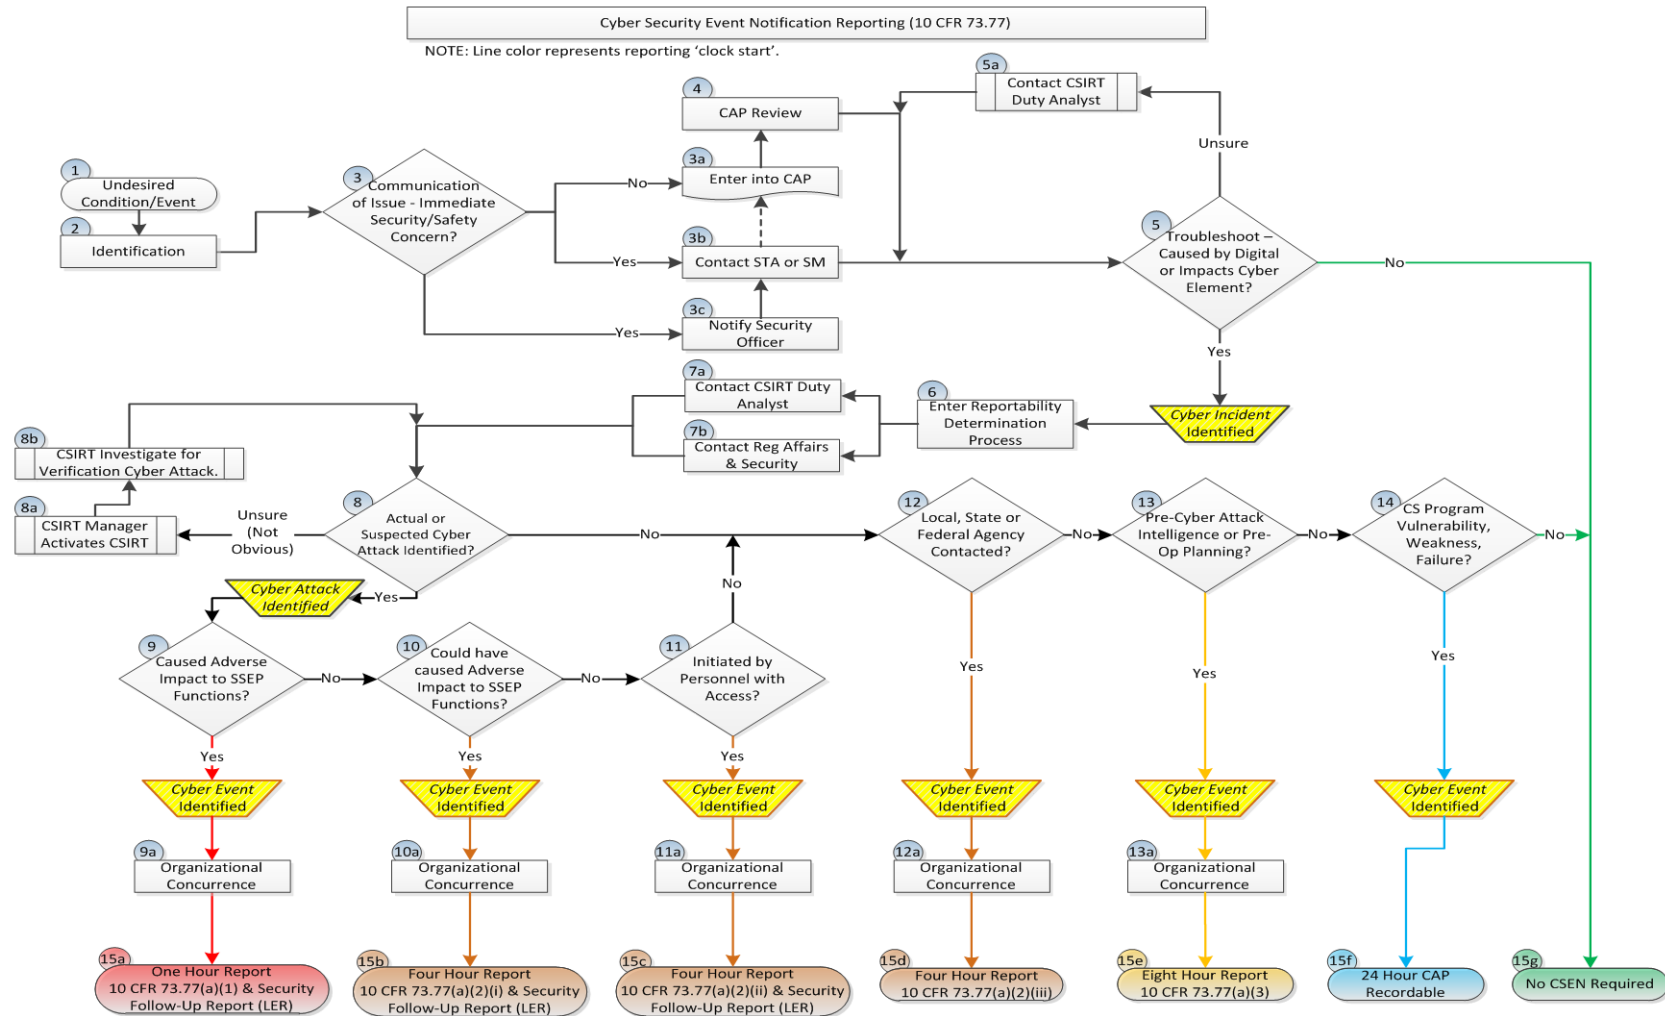 Cyber Security Event Notification Reporting (10 CFR 73.77)
NOTE: Line color represents reporting ‘clock start’.
1
Undesired
Condition/Event
2
Identification
3
Communication
of Issue - Immediate
Security/Safety
Concern?
No
Yes
Yes
4
CAP Review
3a
Enter into CAP
3b
Contact STA or SM
3c
Notify Security
Officer
5a
Contact CSIRT
Duty Analyst
Unsure
5
Troubleshoot –
Caused by Digital
or Impacts Cyber
Element?
No
Yes
Cyber Incident
Identified
6
Enter Reportability
Determination
Process
7a
Contact CSIRT Duty
Analyst
7b
Contact Reg Affairs
& Security
8b
CSIRT Investigate for
Verification Cyber Attack.
8a
CSIRT Manager
Activates CSIRT
Unsure
(Not
Obvious)
8
Actual or
Suspected Cyber
Attack Identified?
No
Yes
Cyber Attack
Identified
12
Local, State or
Federal Agency
Contacted?
No
13
Pre-Cyber Attack
Intelligence or Pre-
Op Planning?
No
14
CS Program
Vulnerability,
Weakness,
Failure?
No
9
Caused Adverse
Impact to SSEP
Functions?
No
10
Could have
caused Adverse
Impact to SSEP
Functions?
No
11
Initiated by
Personnel with
Access?
No
Yes
Yes
Yes
Yes
Yes
Yes
Cyber Event
Identified
Cyber Event
Identified
Cyber Event
Identified
Cyber Event
Identified
Cyber Event
Identified
Cyber Event
Identified
9a
Organizational
Concurrence
10a
Organizational
Concurrence
11a
Organizational
Concurrence
12a
Organizational
Concurrence
13a
Organizational
Concurrence
15a
One Hour Report
10 CFR 73.77(a)(1) & Security
Follow-Up Report (LER)
15b
Four Hour Report
10 CFR 73.77(a)(2)(i) & Security
Follow-Up Report (LER)
15c
Four Hour Report
10 CFR 73.77(a)(2)(ii) & Security
Follow-Up Report (LER)
15d
Four Hour Report
10 CFR 73.77(a)(2)(iii)
15e
Eight Hour Report
10 CFR 73.77(a)(3)
15f
24 Hour CAP
Recordable
15g
No CSEN Required